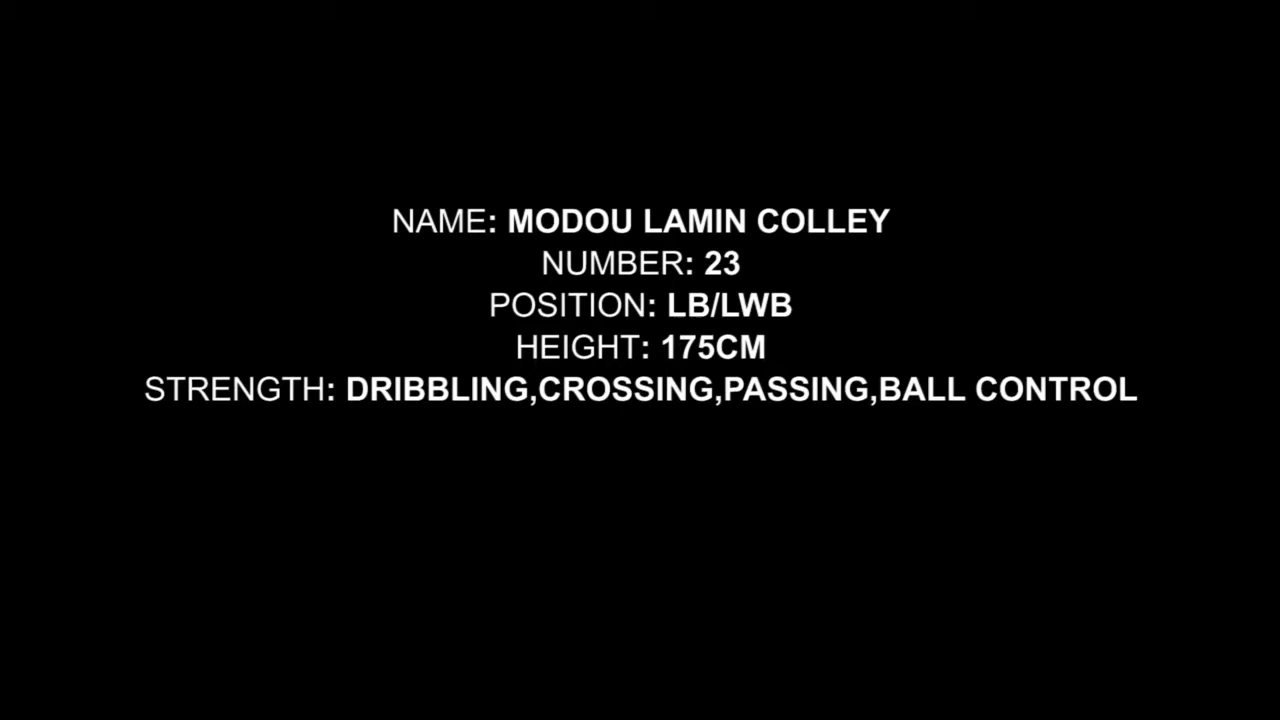 NAME: MODOU LAMIN COLLEY
NUMBER: 23
POSITION: LB/LWB
HEIGHT: 175CM
STRENGTH: DRIBBLING,CROSSING,PASSING,BALL CONTROL